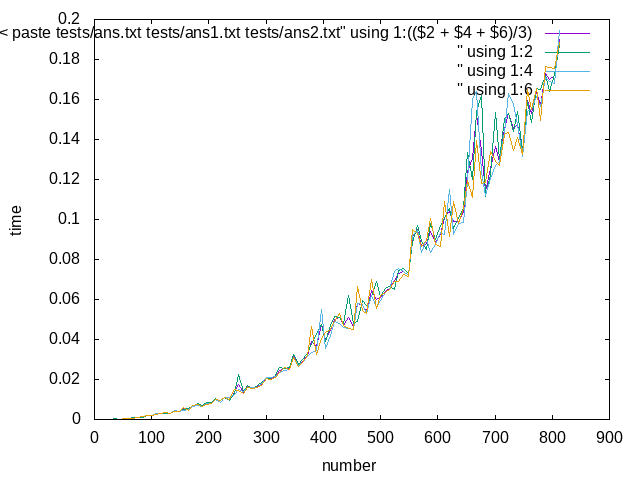 < paste tests/ans.txt tests/ans1.txt tests/ans2.txt" using 1:(($2 + $4 + $6)/3)
'' using 1:2
'' using 1:4
'' using 1:6
0.2
0.18
0.16
0.14
0.12
0.1
0.08
0.06
0.04
0.02
0
time
0 100 200 300 400 500 600 700 800 900
number